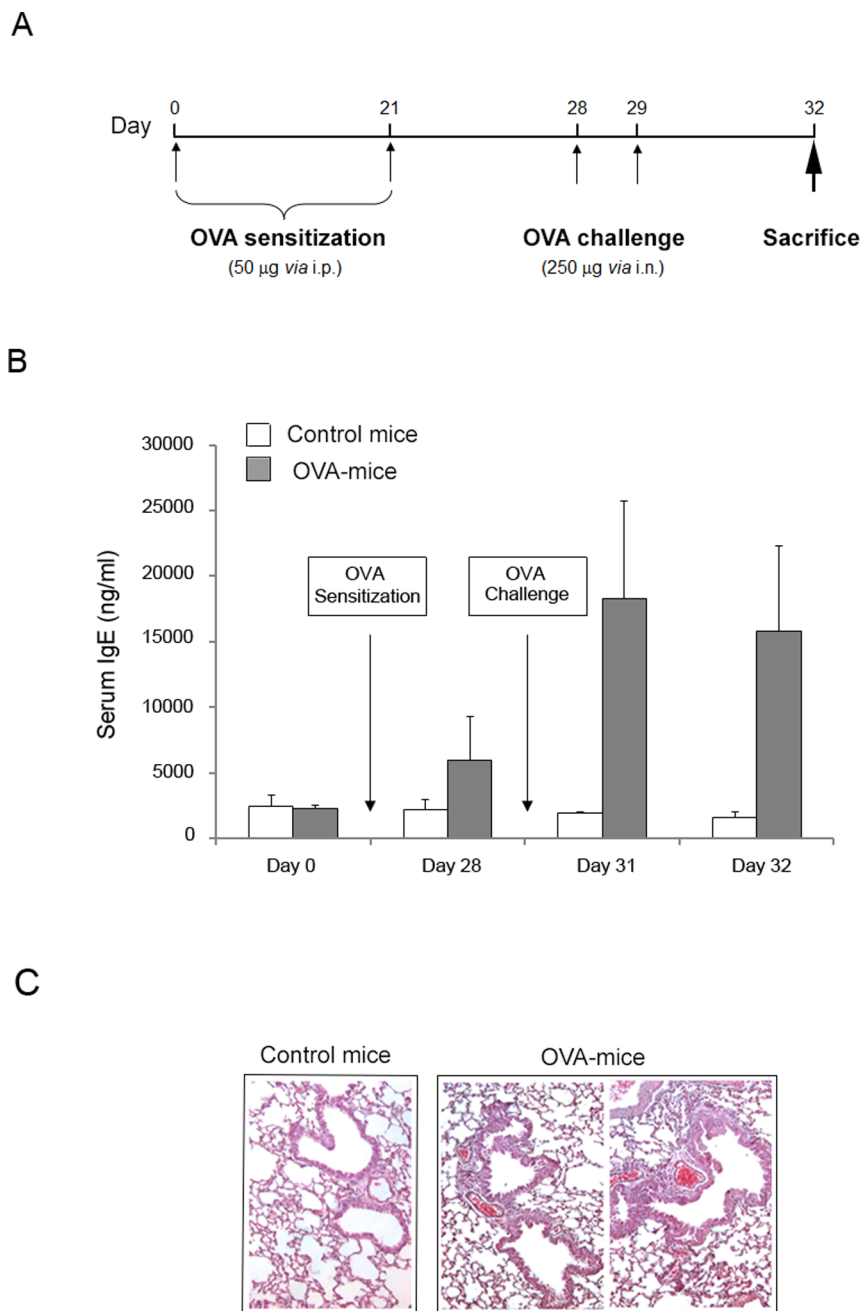 A
0 21 28 29 32
Day
OVA sensitization OVA challenge Sacrifice
(50 µg via i.p.) (250 µg via i.n.)
B
30000
25000
20000
15000
10000
5000
0
Serum IgE (ng/ml)
Control mice
OVA-mice
OVA
Sensitization
OVA
Challenge
Day 0 Day 28 Day 31 Day 32
C
Control mice OVA-mice